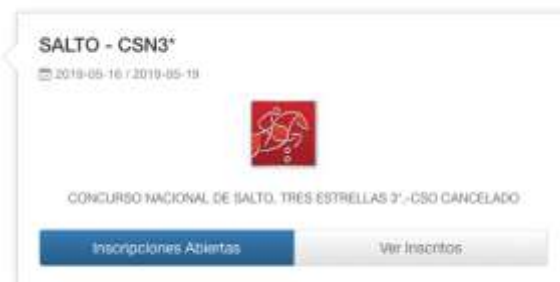 SALTO - CSN3*
2019-05-16 / 2019-05-19
CONCURSO NACIONAL DE SALTO, TRES ESTRELLAS 3*.-CSO CANCELADO
Inscripciones Abiertas
Ver Inscritos